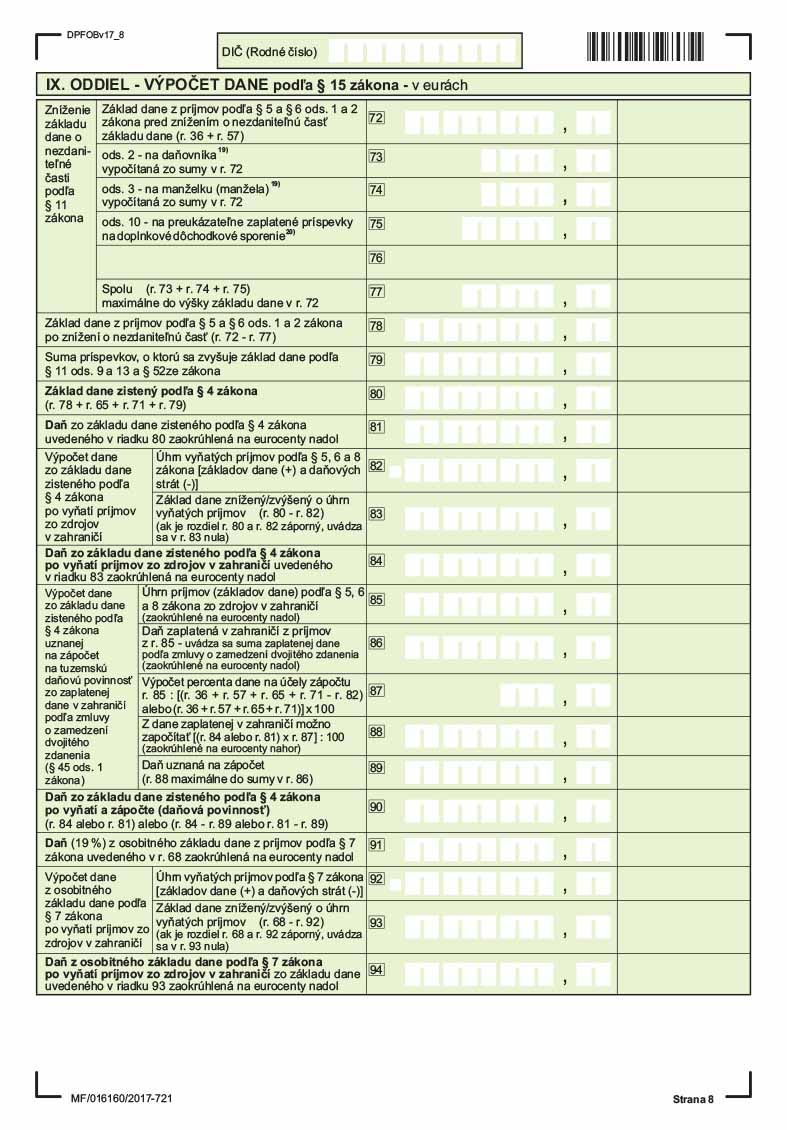 DPFOBv17_8
DIČ (Rodné číslo)
IX. ODDIEL - VÝPOČET DANE podľa § 15 zákona - v eurách
Zníženie
základu
dane o
nezdani-
teľné
časti
podľa
§ 11
zákona
Základ dane z príjmov podľa § 5 a § 6 ods. 1 a 2
zákona pred znížením o nezdaniteľnú časť
základu dane (r. 36 + r. 57)
72
,
ods. 2 - na daňovníka 19)
vypočítaná zo sumy v r. 72
73
,
ods. 3 - na manželku (manžela) 19)
vypočítaná zo sumy v r. 72
74
,
ods. 10 - na preukázateľne zaplatené príspevky
na doplnkové dôchodkové sporenie 20)
75
,
76
Spolu (r. 73 + r. 74 + r. 75)
maximálne do výšky základu dane v r. 72
77
,
Základ dane z príjmov podľa § 5 a § 6 ods. 1 a 2 zákona
po znížení o nezdaniteľnú časť (r. 72 - r. 77)
78
,
Suma príspevkov, o ktorú sa zvyšuje základ dane podľa
§ 11 ods. 9 a 13 a § 52ze zákona
79
,
Základ dane zistený podľa § 4 zákona
(r. 78 + r. 65 + r. 71 + r. 79)
80
,
Daň zo základu dane zisteného podľa § 4 zákona
uvedeného v riadku 80 zaokrúhlená na eurocenty nadol
81
,
Výpočet dane
zo základu dane
zisteného podľa
§ 4 zákona
po vyňatí príjmov
zo zdrojov
v zahraničí
Úhrn vyňatých príjmov podľa § 5, 6 a 8
zákona [základov dane (+) a daňových
strát (-)]
82
,
Základ dane znížený/zvýšený o úhrn
vyňatých príjmov (r. 80 - r. 82)
(ak je rozdiel r. 80 a r. 82 záporný, uvádza
sa v r. 83 nula)
83
,
Daň zo základu dane zisteného podľa § 4 zákona
po vyňatí príjmov zo zdrojov v zahraničí uvedeného
v riadku 83 zaokrúhlená na eurocenty nadol
84
,
Výpočet dane
zo základu dane
zisteného podľa
§ 4 zákona
uznanej
na zápočet
na tuzemskú
daňovú povinnosť
zo zaplatenej
dane v zahraničí
podľa zmluvy
o zamedzení
dvojitého
zdanenia
(§ 45 ods. 1
zákona)
Úhrn príjmov (základov dane) podľa § 5, 6
a 8 zákona zo zdrojov v zahraničí
(zaokrúhlené na eurocenty nadol)
85
,
Daň zaplatená v zahraničí z príjmov
z r. 85 - uvádza sa suma zaplatenej dane
podľa zmluvy o zamedzení dvojitého zdanenia
(zaokrúhlené na eurocenty nadol)
86
,
Výpočet percenta dane na účely zápočtu
r. 85 : [(r. 36 + r. 57 + r. 65 + r. 71 - r. 82)
alebo (r. 36 + r. 57 + r. 65 + r. 71)] x 100
87
,
Z dane zaplatenej v zahraničí možno
započítať [(r. 84 alebo r. 81) x r. 87] : 100
(zaokrúhlené na eurocenty nahor)
88
,
Daň uznaná na zápočet
(r. 88 maximálne do sumy v r. 86)
89
,
Daň zo základu dane zisteného podľa § 4 zákona
po vyňatí a zápočte (daňová povinnosť)
(r. 84 alebo r. 81) alebo (r. 84 - r. 89 alebo r. 81 - r. 89)
90
,
Daň (19 %) z osobitného základu dane z príjmov podľa § 7
zákona uvedeného v r. 68 zaokrúhlená na eurocenty nadol
91
,
Výpočet dane
z osobitného
základu dane podľa
§ 7 zákona
po vyňatí príjmov zo
zdrojov v zahraničí
Úhrn vyňatých príjmov podľa § 7 zákona
[základov dane (+) a daňových strát (-)]
92
,
Základ dane znížený/zvýšený o úhrn
vyňatých príjmov (r. 68 - r. 92)
(ak je rozdiel r. 68 a r. 92 záporný, uvádza
sa v r. 93 nula)
93
,
Daň z osobitného základu dane podľa § 7 zákona
po vyňatí príjmov zo zdrojov v zahraničí zo základu dane
uvedeného v riadku 93 zaokrúhlená na eurocenty nadol
94
,
MF/016160/2017-721
Strana 8